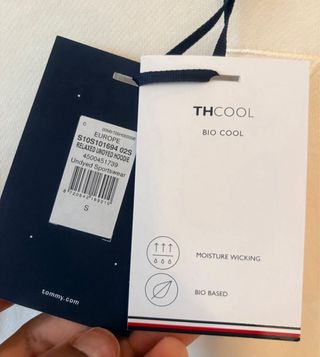 EUROPE
S10S101694 02S
RELAXED UNDYED HOODIE
4500451739
Undyed Sportswear
S
tommy.com
THCOOL
BIO COOL
MOISTURE WICKING
BIO BASED